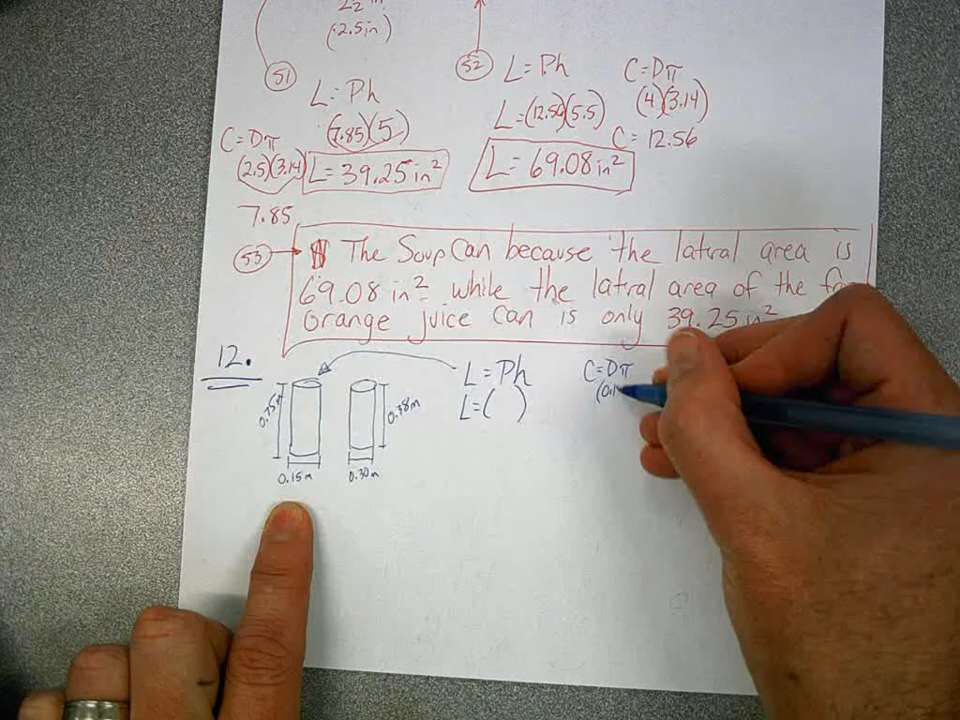 (2.5in)
51
L = Ph
(7.85)(5)
C = Dπ
(2.5)(3.14)
L = 39.25 in²
7.85
52
L = Ph
L = (12.56)(5.5)
C = Dπ
(4)(3.14)
C = 12.56
L = 69.08 in²
53
The Soup Can because the latral area is
69.08 in² while the latral area of the
Orange juice can is only 39.25 in²
12.
0.75m
0.15m
0.38m
0.30m
L = Ph
L = ( )
C = Dπ